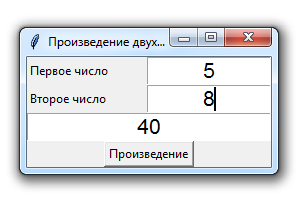 Произведение двух...
Первое число 5
Второе число 8
40
Произведение